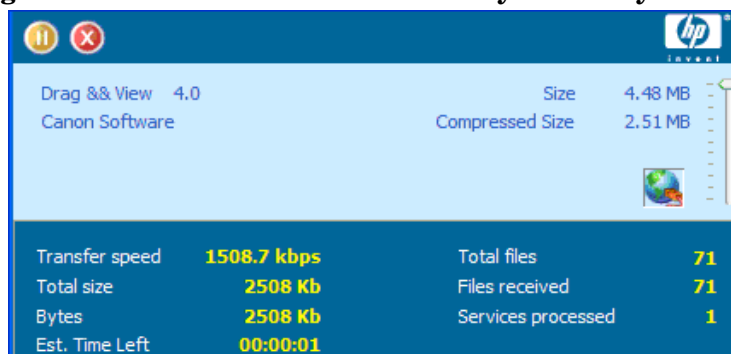 hp
invent
Drag && View 4.0 Size 4.48 MB
Canon Software Compressed Size 2.51 MB
Transfer speed 1508.7 kbps Total files 71
Total size 2508 Kb Files received 71
Bytes 2508 Kb Services processed 1
Est. Time Left 00:00:01